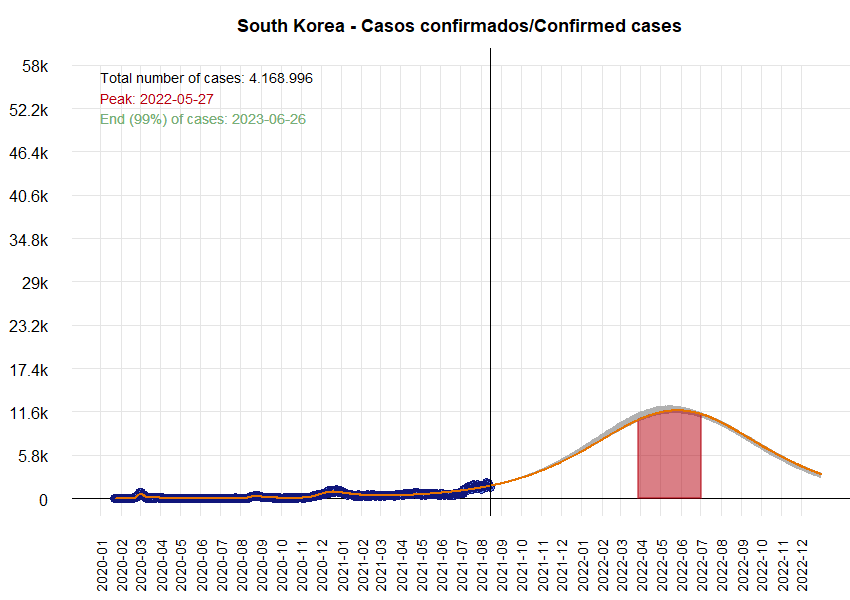 South Korea - Casos confirmados/Confirmed cases
58k
Total number of cases: 4.168.996
Peak: 2022-05-27
52.2k
End (99%) of cases: 2023-06-26
46.4k
40.6k
34.8k
29k
23.2k
17.4k
11.6k
5.8k
0
2020-01
2020-02
2020-03
2020-04
2020-05
2020-06
2020-07
2020-08
2020-09
2020-10
2020-11
2020-12
2021-01
2021-02
2021-03
2021-04
2021-05
2021-06
2021-07
2021-08
2021-09
2021-10
2021-11
2021-12
2022-01
2022-02
2022-03
2022-04
2022-05
2022-06
2022-07
2022-08
2022-09
2022-10
2022-11
2022-12